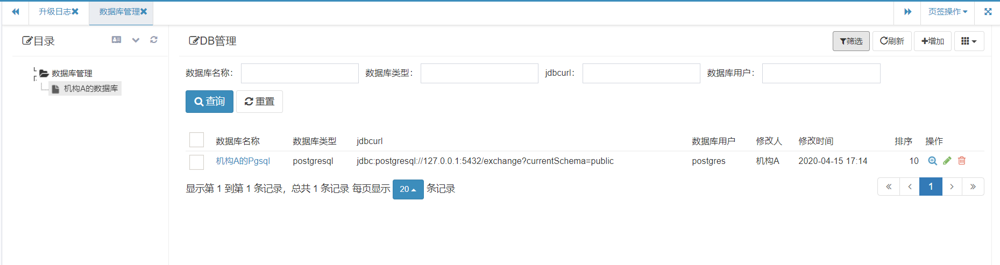 升级日志 数据库管理 页签操作
目录
数据库管理
机构A的数据库
DB管理 筛选 刷新 增加
数据库名称： 数据库类型： jdbcurl： 数据库用户：
查询 重置
数据库名称 数据库类型 jdbcurl 数据库用户 修改人 修改时间 排序 操作
机构A的Pgsql postgresql jdbc:postgresql://127.0.0.1:5432/exchange?currentSchema=public postgres 机构A 2020-04-15 17:14 10
显示第 1 到第 1 条记录，总共 1 条记录 每页显示 20 条记录 « ‹ 1 › »